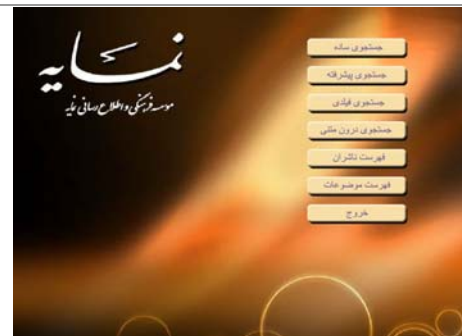 نمایه
موسسه فرهنگی و اطلاع رسانی نمایه
جستجوی ساده
جستجوی پیشرفته
جستجوی فیلدی
جستجوی درون متنی
فهرست ناشران
فهرست موضوعات
خروج